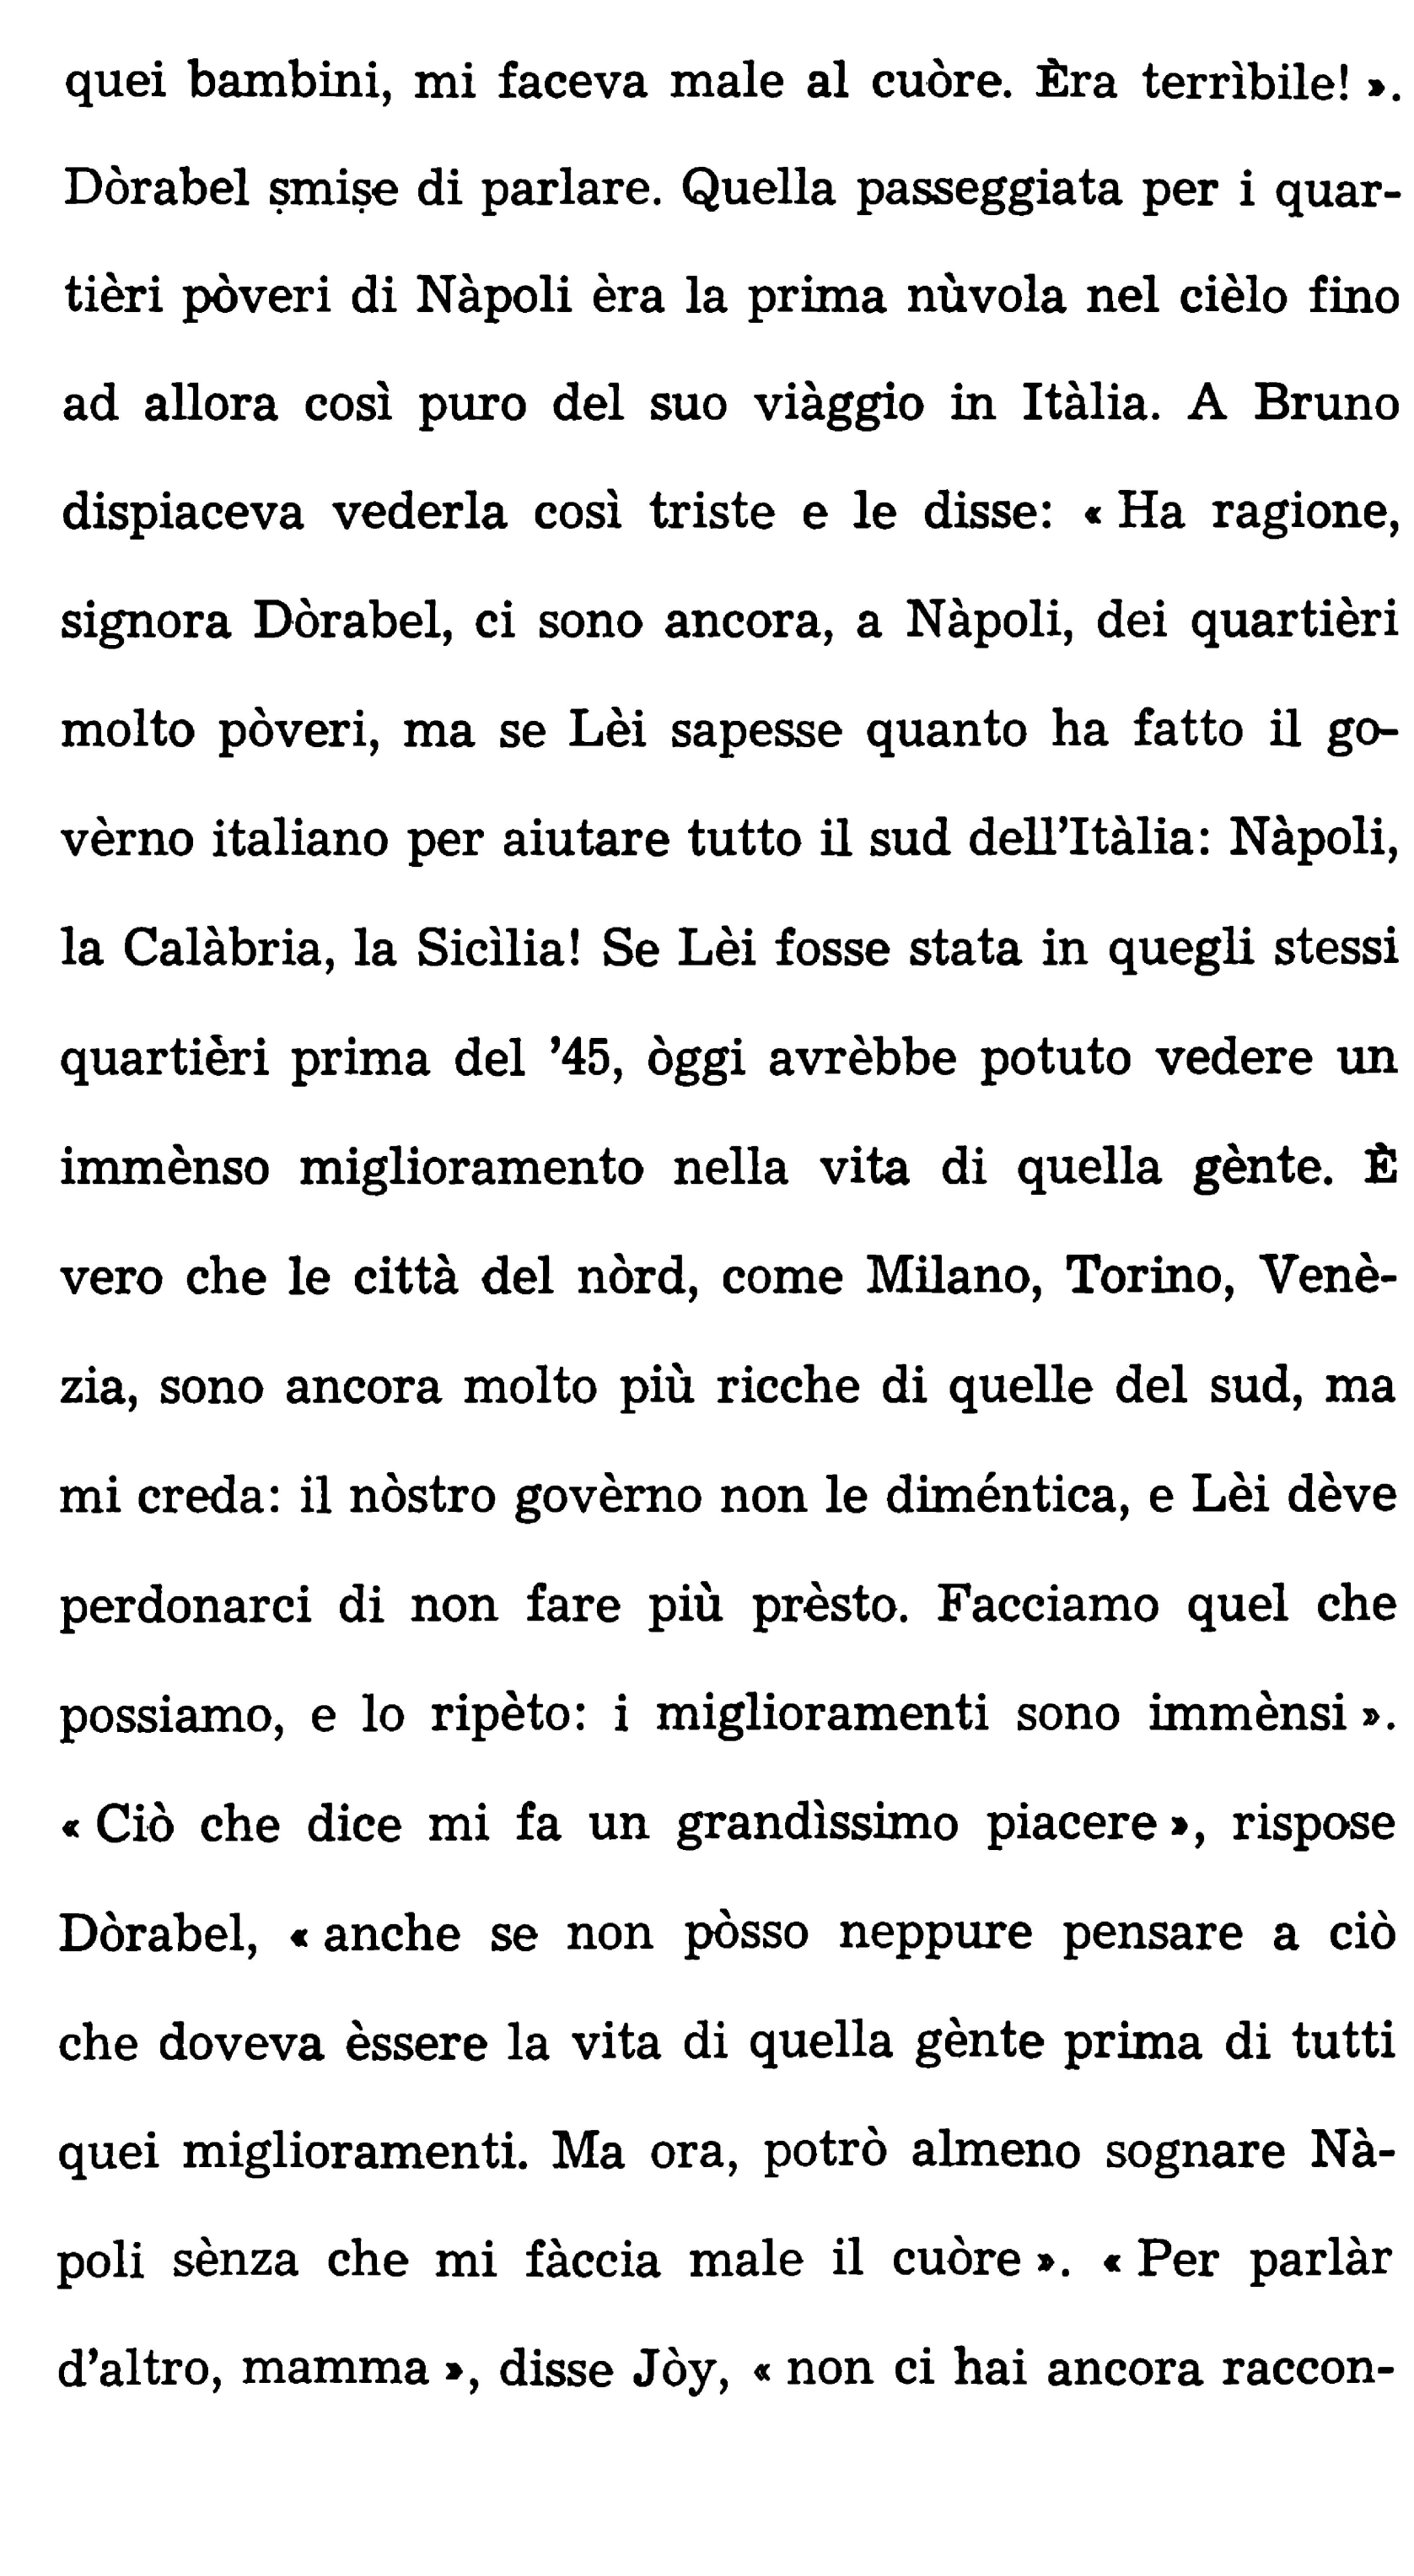 quei bambini, mi faceva male al cuòre. Èra terrìbile! ».
Dòrabel ṣmiṣe di parlare. Quella passeggiata per i quar-
tièri pòveri di Nàpoli èra la prima nùvola nel cièlo fino
ad allora così puro del suo viàggio in Itàlia. A Bruno
dispiaceva vederla così triste e le disse: « Ha ragione,
signora Dòrabel, ci sono ancora, a Nàpoli, dei quartièri
molto pòveri, ma se Lèi sapesse quanto ha fatto il go-
vèrno italiano per aiutare tutto il sud dell’Itàlia: Nàpoli,
la Calàbria, la Sicìlia! Se Lèi fosse stata in quegli stessi
quartièri prima del ’45, òggi avrèbbe potuto vedere un
immènso miglioramento nella vita di quella gènte. È
vero che le città del nòrd, come Milano, Torino, Venè-
zia, sono ancora molto più ricche di quelle del sud, ma
mi creda: il nòstro govèrno non le diméntica, e Lèi dève
perdonarci di non fare più prèsto. Facciamo quel che
possiamo, e lo ripèto: i miglioramenti sono immènsi ».
« Ciò che dice mi fa un grandìssimo piacere », rispose
Dòrabel, « anche se non pòsso neppure pensare a ciò
che doveva èssere la vita di quella gènte prima di tutti
quei miglioramenti. Ma ora, potrò almeno sognare Nà-
poli sènza che mi fàccia male il cuòre ». « Per parlàr
d’altro, mamma », disse Jòy, « non ci hai ancora raccon-